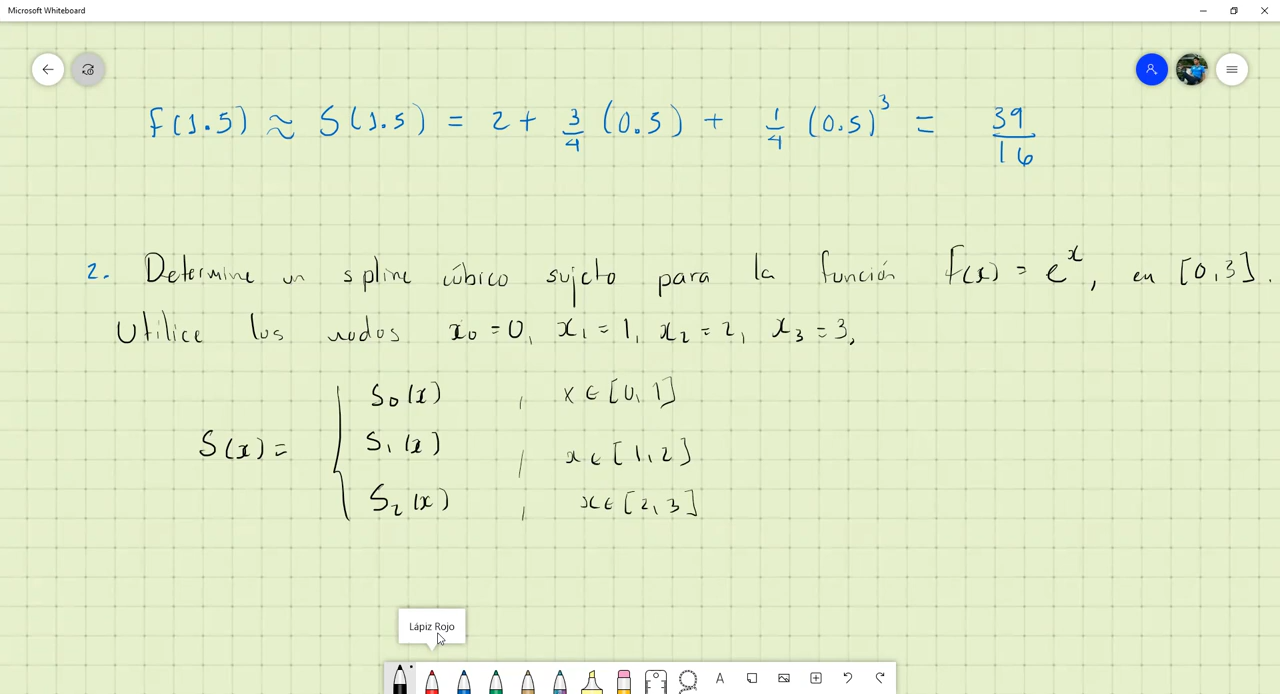 Microsoft Whiteboard
f(1.5) ≈ S(1.5) = 2 + 3/4 (0.5) + 1/4 (0.5)^3 = 39/16
2. Determine un spline cúbico sujeto para la función f(x) = e^x, en [0,3].
Utilice los nodos x0 = 0, x1 = 1, x2 = 2, x3 = 3,
S0(x) , x ∈ [0,1]
S(x) = { S1(x) , x ∈ [1,2]
S2(x) , x ∈ [2,3]
Lápiz Rojo
A